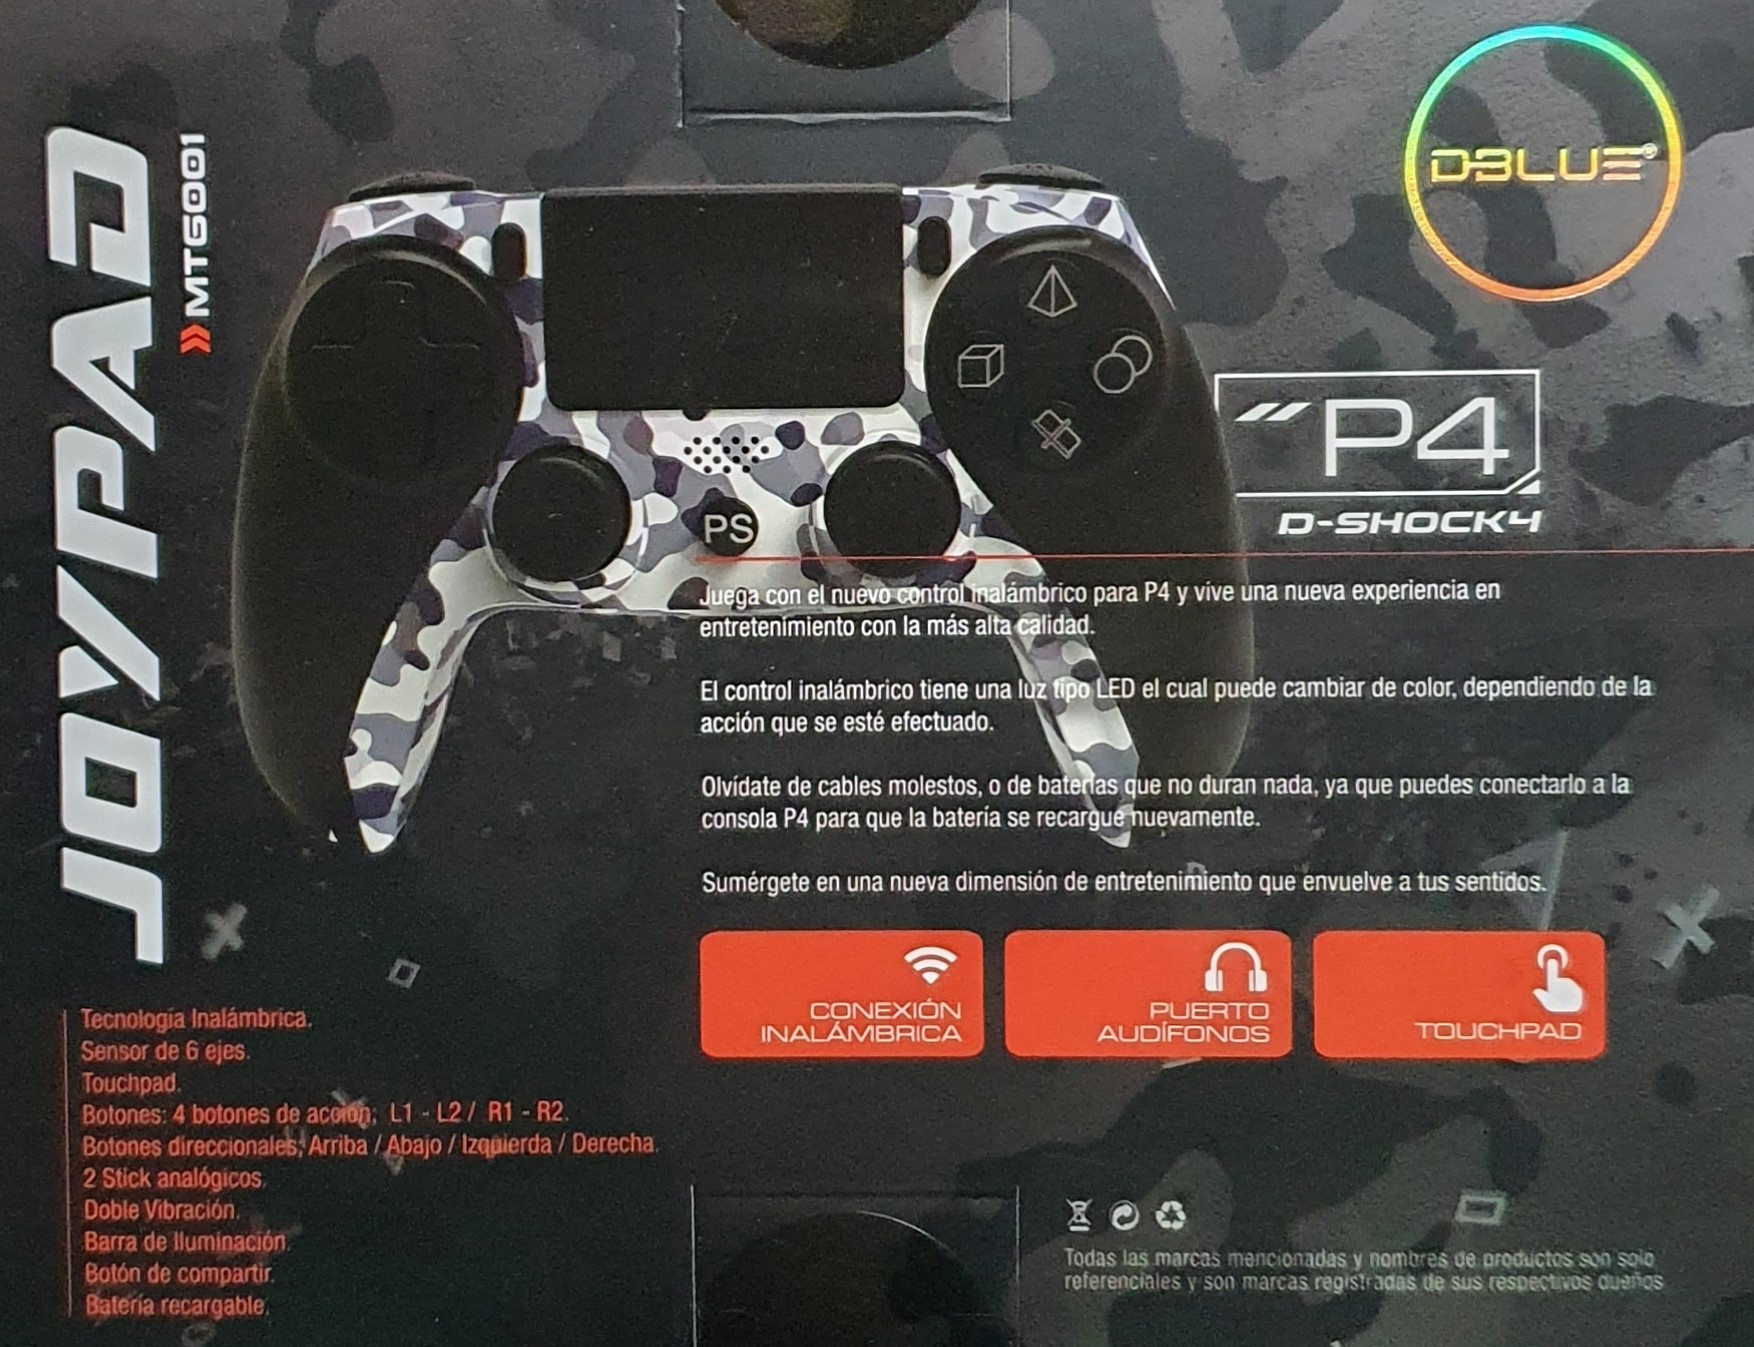 JOYPAD
MT6001
DBLUE®
PS
P4
D-SHOCK4
Juega con el nuevo control inalámbrico para P4 y vive una nueva experiencia en
entretenimiento con la más alta calidad.
El control inalámbrico tiene una luz tipo LED el cual puede cambiar de color, dependiendo de la
acción que se esté efectuado.
Olvídate de cables molestos, o de baterías que no duran nada, ya que puedes conectarlo a la
consola P4 para que la batería se recargue nuevamente.
Sumérgete en una nueva dimensión de entretenimiento que envuelve a tus sentidos.
CONEXIÓN
INALÁMBRICA
PUERTO
AUDÍFONOS
TOUCHPAD
Tecnología Inalámbrica.
Sensor de 6 ejes.
Touchpad.
Botones: 4 botones de acción; L1 - L2 / R1 - R2.
Botones direccionales; Arriba / Abajo / Izquierda / Derecha.
2 Stick analógicos.
Doble Vibración.
Barra de Iluminación.
Botón de compartir.
Batería recargable.
Todas las marcas mencionadas y nombres de productos son solo
referenciales y son marcas registradas de sus respectivos dueños